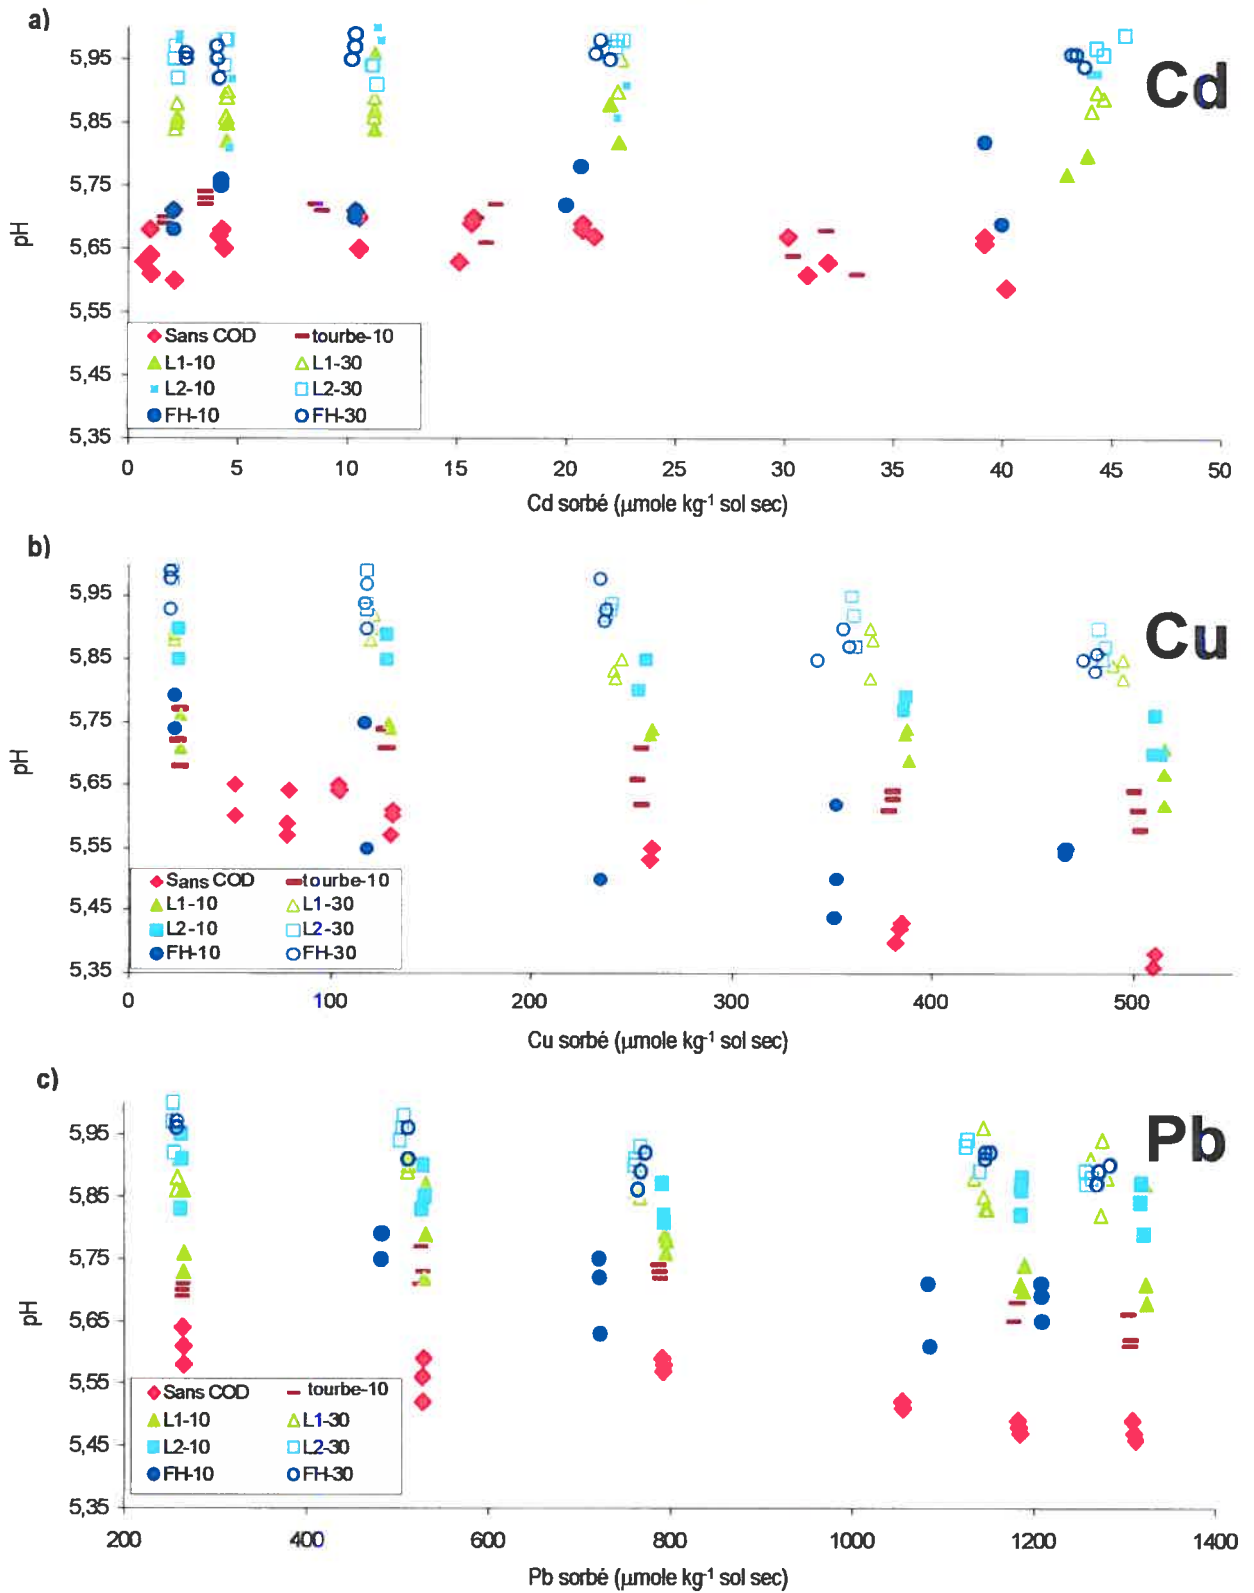 a)
Cd
5,95
5,85
5,75
5,65
5,55
5,45
5,35
pH
Sans COD tourbe-10
L1-10 L1-30
L2-10 L2-30
FH-10 FH-30
0 5 10 15 20 25 30 35 40 45 50
Cd sorbé (µmole kg-1 sol sec)
b)
Cu
5,95
5,85
5,75
5,65
5,55
5,45
5,35
pH
Sans COD tourbe-10
L1-10 L1-30
L2-10 L2-30
FH-10 FH-30
0 100 200 300 400 500
Cu sorbé (µmole kg-1 sol sec)
c)
Pb
5,95
5,85
5,75
5,65
5,55
5,45
5,35
pH
Sans COD tourbe-10
L1-10 L1-30
L2-10 L2-30
FH-10 FH-30
200 400 600 800 1000 1200 1400
Pb sorbé (µmole kg-1 sol sec)